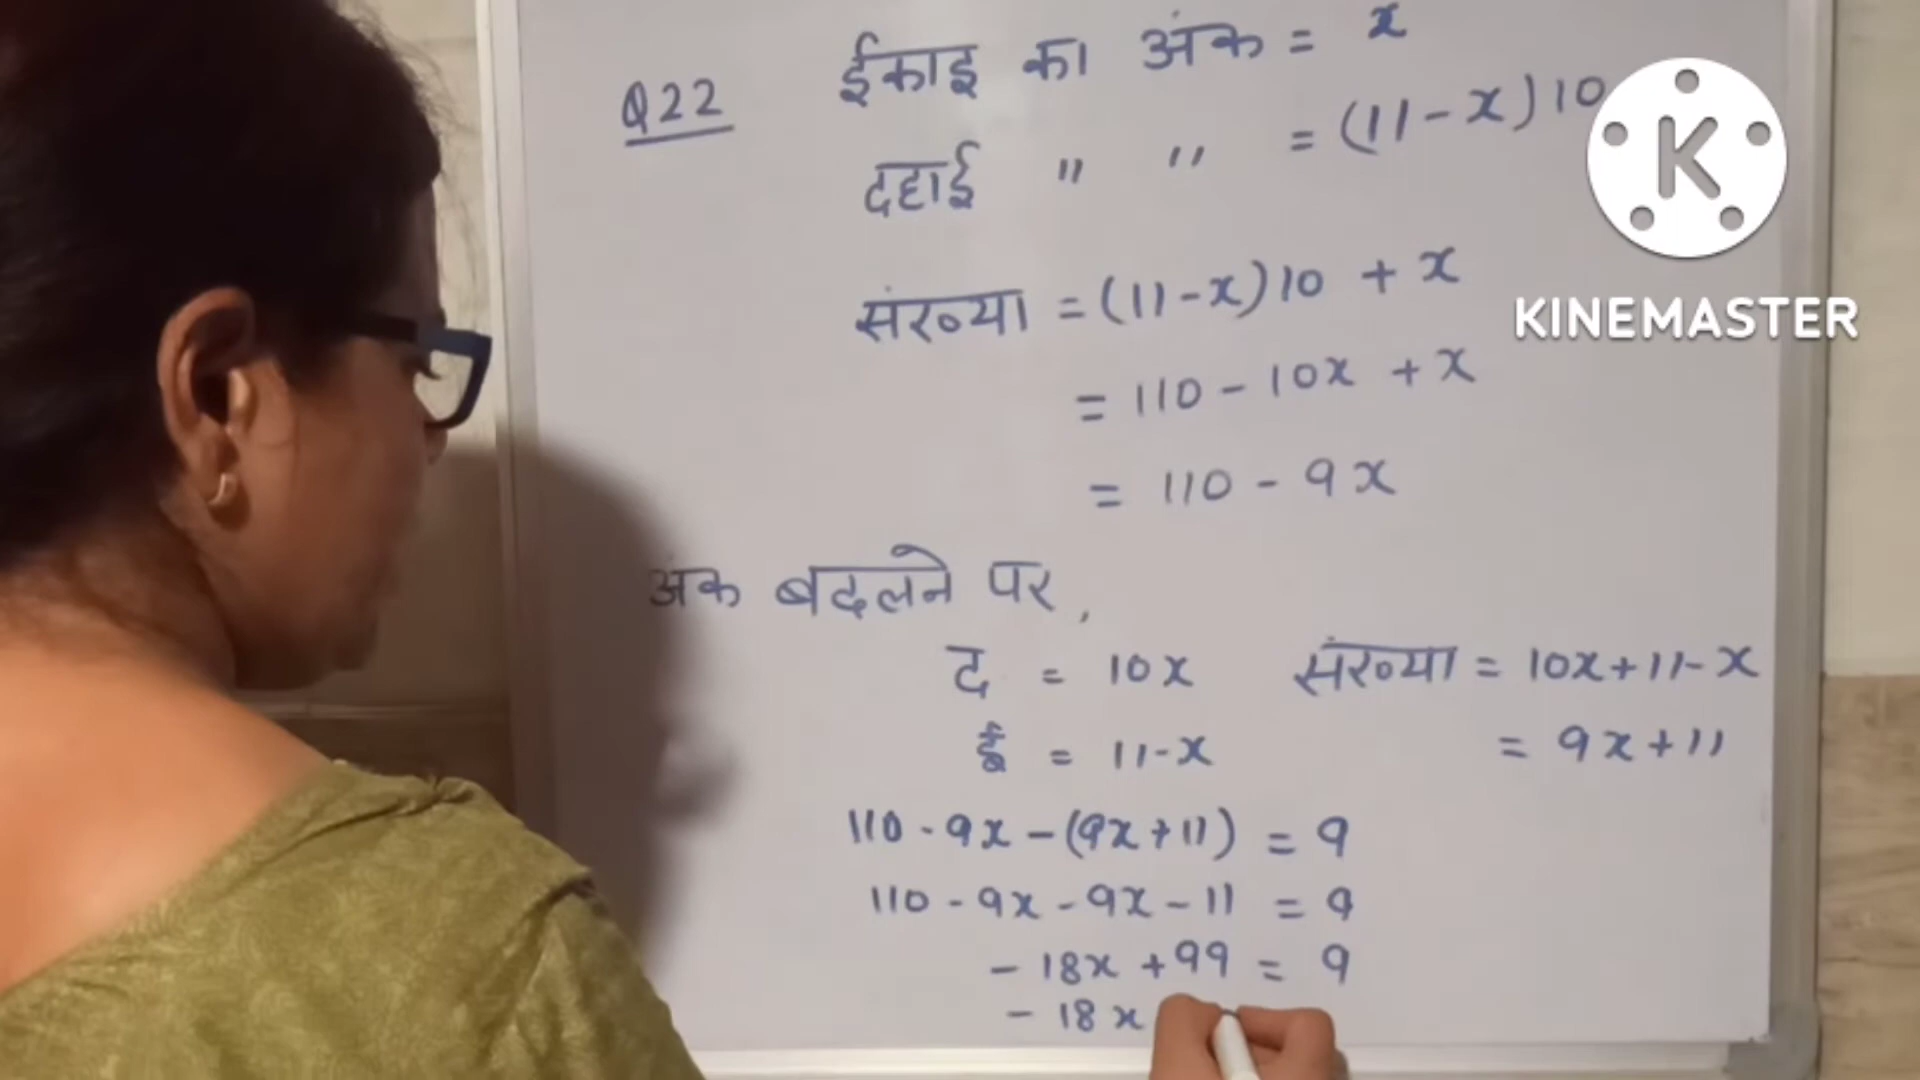 Q22 ईकाइ का अंक = x
दहाई " " = (11-x)10
संख्या = (11-x)10 + x
= 110 - 10x + x
= 110 - 9x
अंक बदलने पर,
द = 10x संख्या = 10x+11-x
ई = 11-x = 9x+11
110 - 9x - (9x+11) = 9
110 - 9x - 9x - 11 = 9
- 18x + 99 = 9
- 18x
K
KINEMASTER